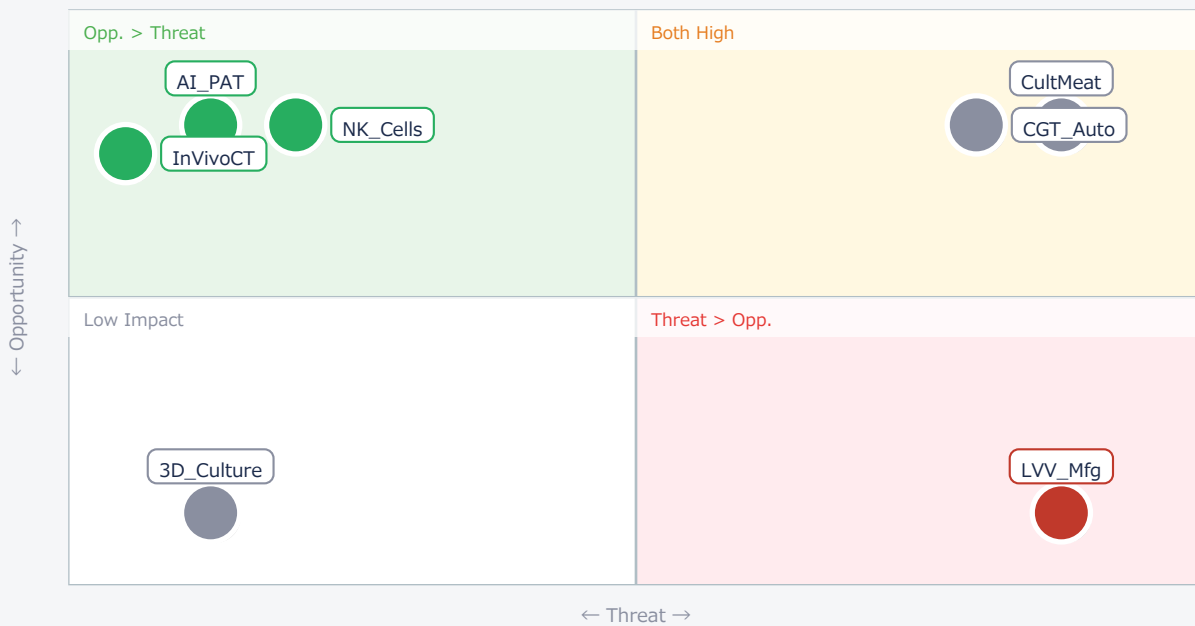 Opp. > Threat
Both High
AI_PAT
CultMeat
NK_Cells
CGT_Auto
InVivoCT
← Opportunity →
Low Impact
Threat > Opp.
3D_Culture
LVV_Mfg
← Threat →